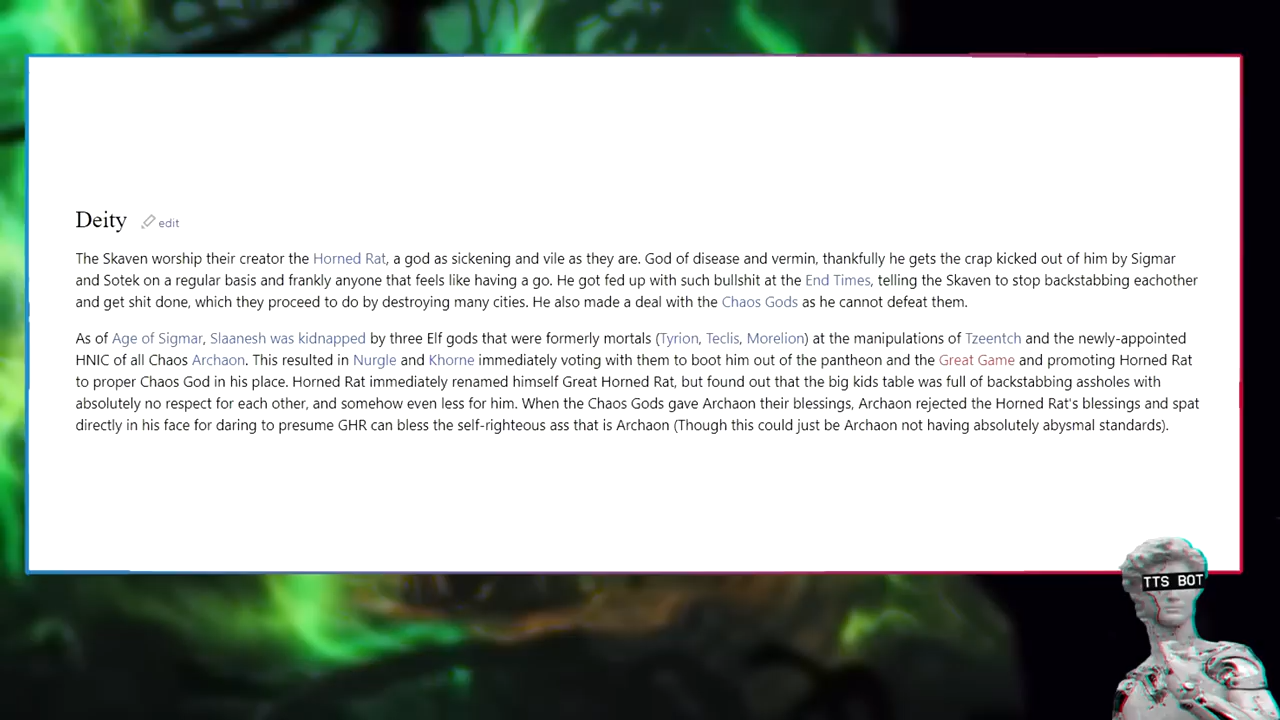 Deity edit
The Skaven worship their creator the Horned Rat, a god as sickening and vile as they are. God of disease and vermin, thankfully he gets the crap kicked out of him by Sigmar
and Sotek on a regular basis and frankly anyone that feels like having a go. He got fed up with such bullshit at the End Times, telling the Skaven to stop backstabbing eachother
and get shit done, which they proceed to do by destroying many cities. He also made a deal with the Chaos Gods as he cannot defeat them.
As of Age of Sigmar, Slaanesh was kidnapped by three Elf gods that were formerly mortals (Tyrion, Teclis, Morelion) at the manipulations of Tzeentch and the newly-appointed
HNIC of all Chaos Archaon. This resulted in Nurgle and Khorne immediately voting with them to boot him out of the pantheon and the Great Game and promoting Horned Rat
to proper Chaos God in his place. Horned Rat immediately renamed himself Great Horned Rat, but found out that the big kids table was full of backstabbing assholes with
absolutely no respect for each other, and somehow even less for him. When the Chaos Gods gave Archaon their blessings, Archaon rejected the Horned Rat's blessings and spat
directly in his face for daring to presume GHR can bless the self-righteous ass that is Archaon (Though this could just be Archaon not having absolutely abysmal standards).
TTS BOT